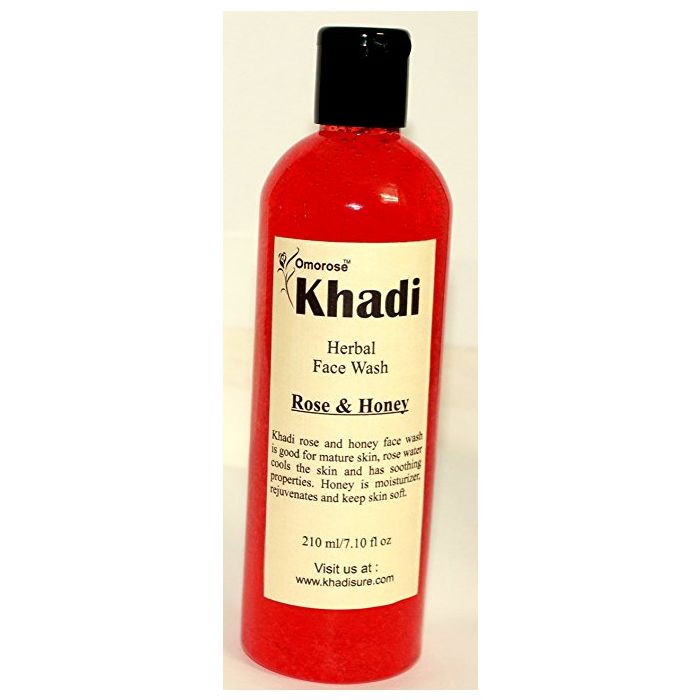 Omorose™
Khadi
Herbal
Face Wash
Rose & Honey
Khadi rose and honey face wash
is good for mature skin, rose water
cools the skin and has soothing
properties. Honey is moisturizer,
rejuvenates and keep skin soft.
210 ml/7.10 fl oz
Visit us at :
www.khadisure.com